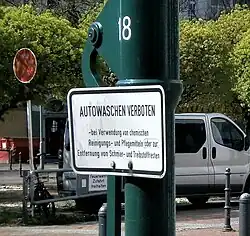 18
AUTOWASCHEN VERBOTEN
-bei Verwendung von chemischen
Reinigungs- und Pflegemitteln oder zur
Entfernung von Schmier- und Treibstoffresten